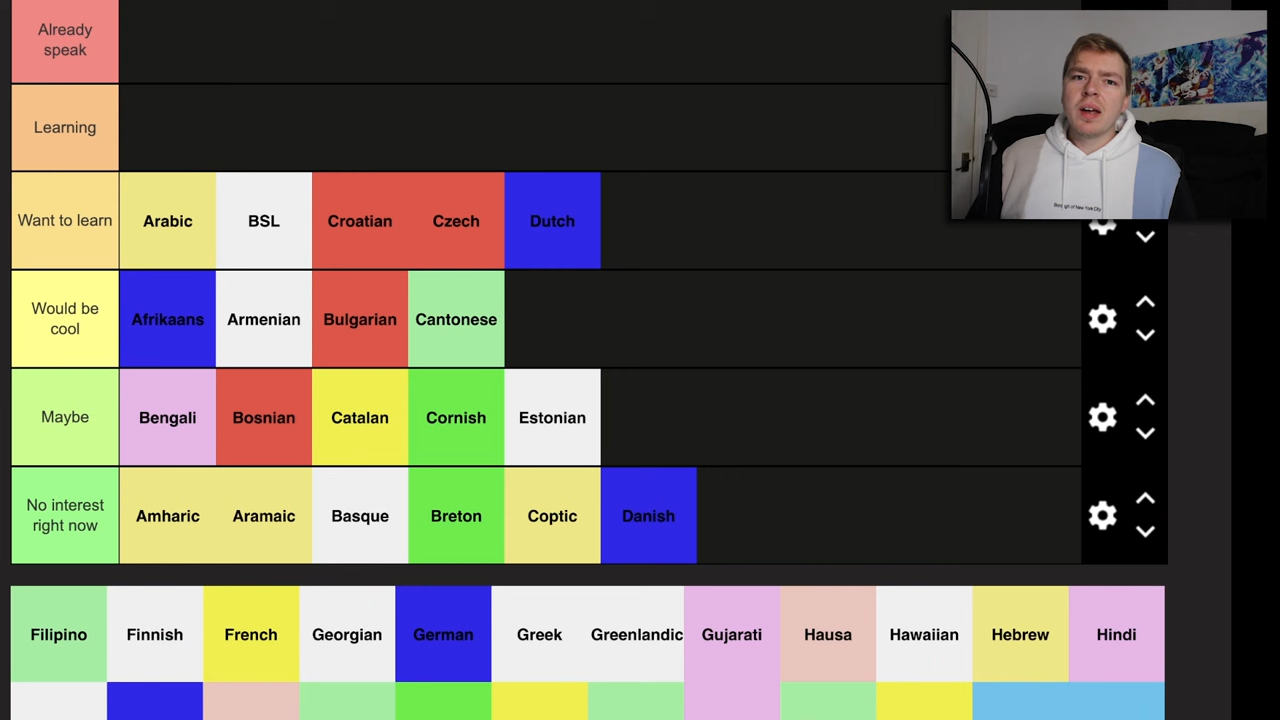 Already
speak
Learning
Want to learn
Arabic
BSL
Croatian
Czech
Dutch
Would be
cool
Afrikaans
Armenian
Bulgarian
Cantonese
Maybe
Bengali
Bosnian
Catalan
Cornish
Estonian
No interest
right now
Amharic
Aramaic
Basque
Breton
Coptic
Danish
Filipino
Finnish
French
Georgian
German
Greek
Greenlandic
Gujarati
Hausa
Hawaiian
Hebrew
Hindi